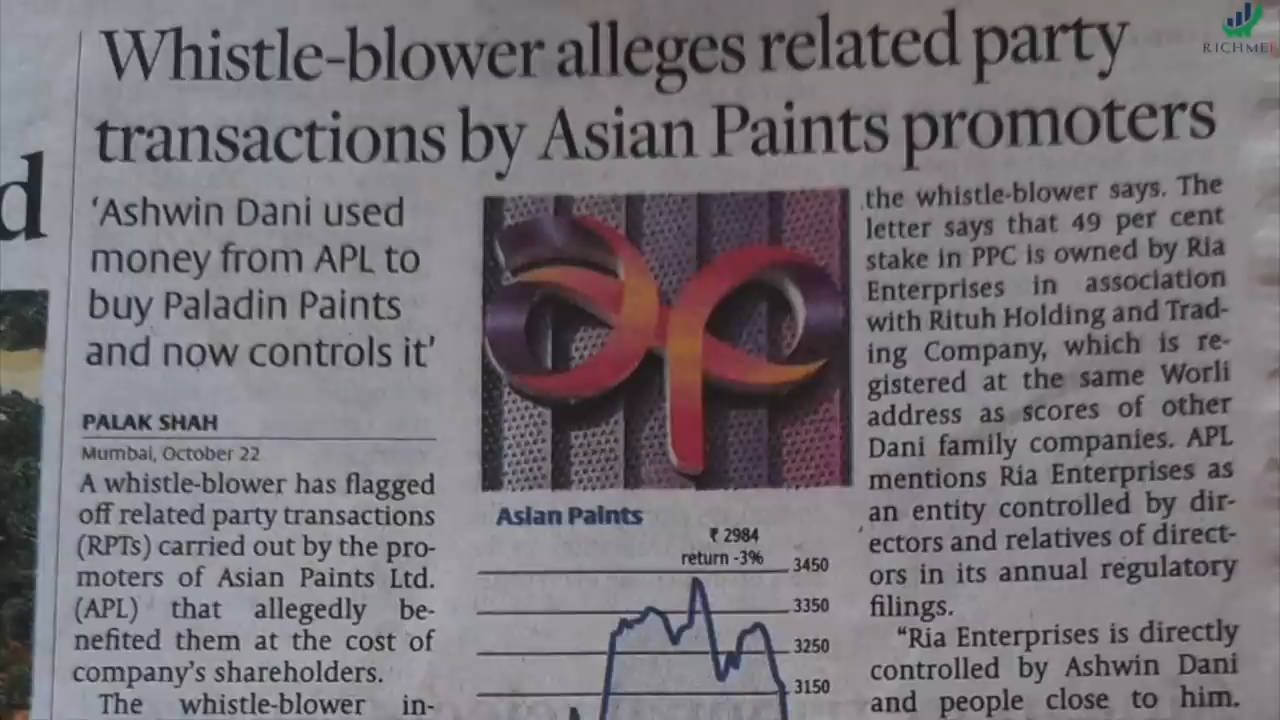 Whistle-blower alleges related party
transactions by Asian Paints promoters
'Ashwin Dani used
money from APL to
buy Paladin Paints
and now controls it'
PALAK SHAH
Mumbai, October 22
A whistle-blower has flagged
off related party transactions
(RPTs) carried out by the pro-
moters of Asian Paints Ltd.
(APL) that allegedly be-
nefited them at the cost of
company's shareholders.
The whistle-blower in-
ap
Asian Paints
₹ 2984
return -3%
3450
3350
3250
3150
the whistle-blower says. The
letter says that 49 per cent
stake in PPC is owned by Ria
Enterprises in association
with Rituh Holding and Trad-
ing Company, which is re-
gistered at the same Worli
address as scores of other
Dani family companies. APL
mentions Ria Enterprises as
an entity controlled by dir-
ectors and relatives of direct-
ors in its annual regulatory
filings.
"Ria Enterprises is directly
controlled by Ashwin Dani
and people close to him.
d
RICHME